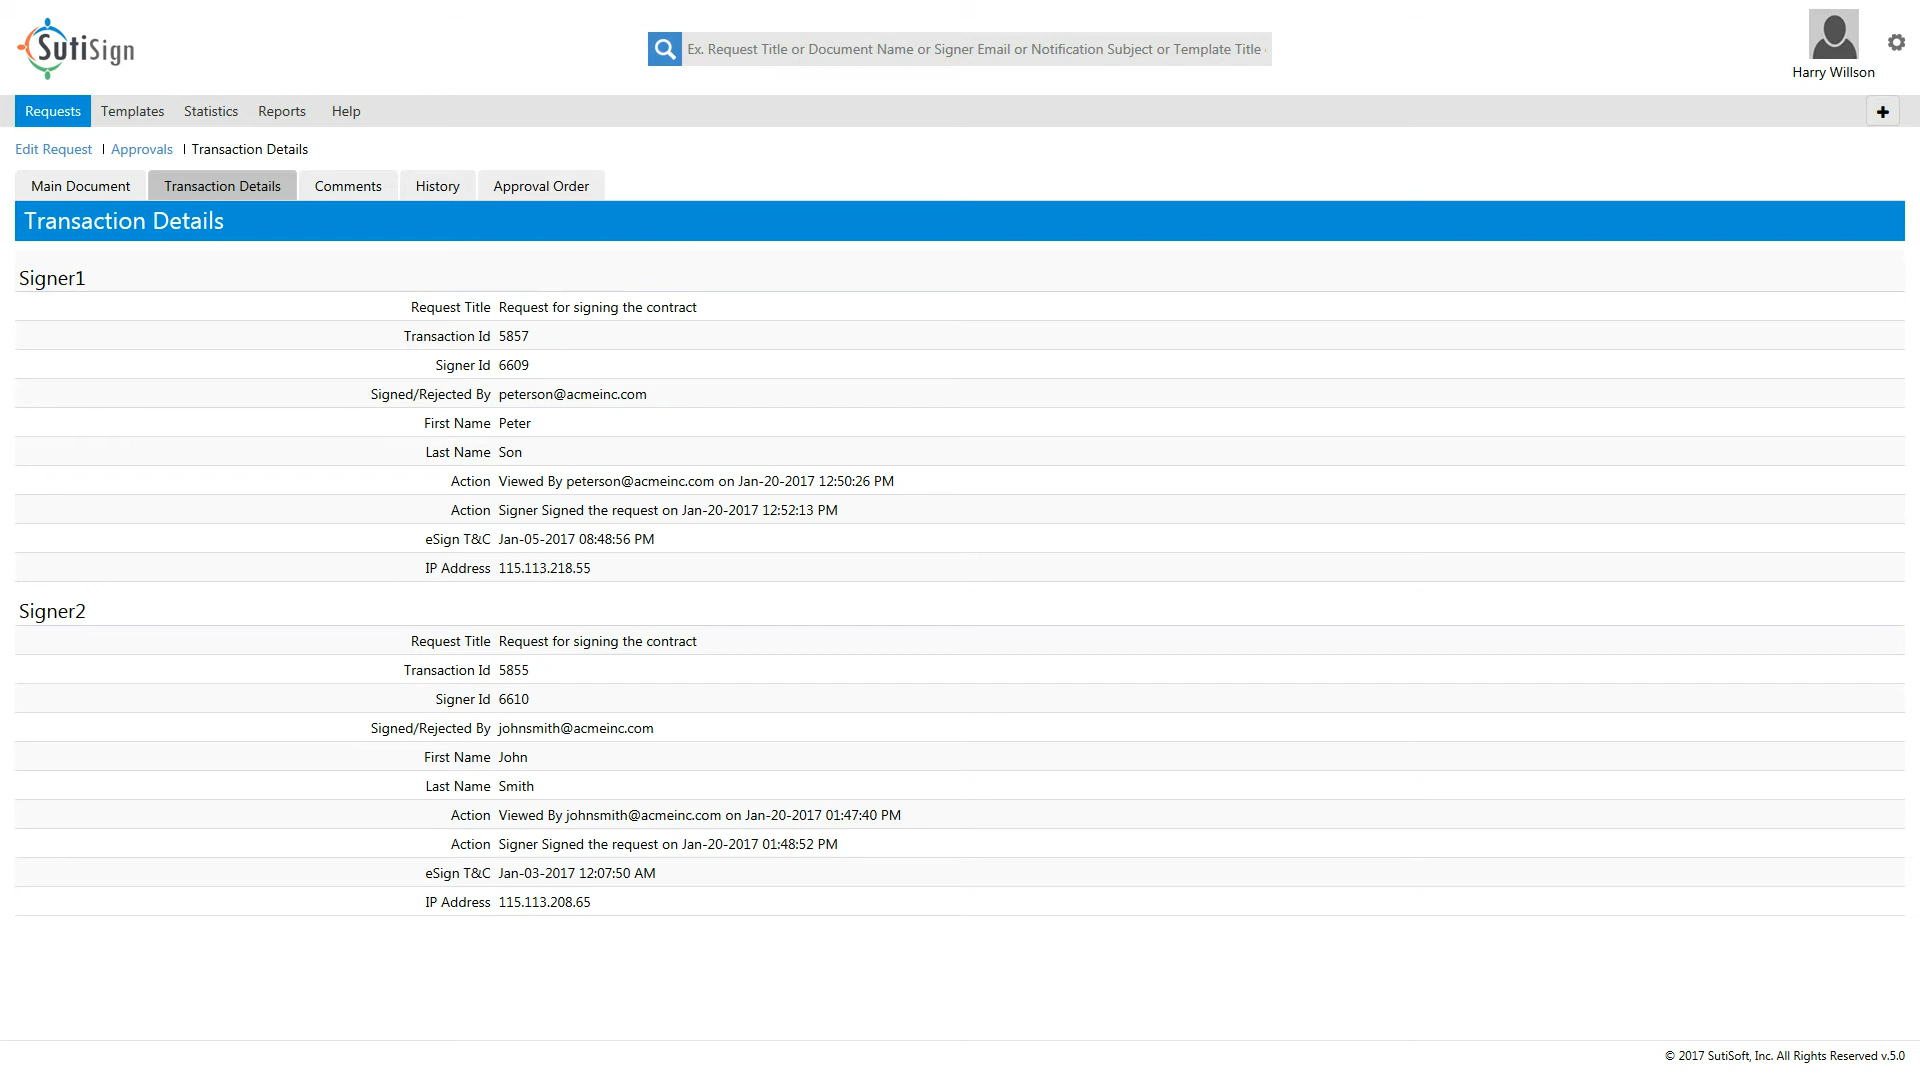 SutiSign
Ex. Request Title or Document Name or Signer Email or Notification Subject or Template Title
Harry Willson
Requests Templates Statistics Reports Help
Edit Request | Approvals | Transaction Details
Main Document Transaction Details Comments History Approval Order
Transaction Details
Signer1
Request Title Request for signing the contract
Transaction Id 5857
Signer Id 6609
Signed/Rejected By peterson@acmeinc.com
First Name Peter
Last Name Son
Action Viewed By peterson@acmeinc.com on Jan-20-2017 12:50:26 PM
Action Signer Signed the request on Jan-20-2017 12:52:13 PM
eSign T&C Jan-05-2017 08:48:56 PM
IP Address 115.113.218.55
Signer2
Request Title Request for signing the contract
Transaction Id 5855
Signer Id 6610
Signed/Rejected By johnsmith@acmeinc.com
First Name John
Last Name Smith
Action Viewed By johnsmith@acmeinc.com on Jan-20-2017 01:47:40 PM
Action Signer Signed the request on Jan-20-2017 01:48:52 PM
eSign T&C Jan-03-2017 12:07:50 AM
IP Address 115.113.208.65
© 2017 SutiSoft, Inc. All Rights Reserved v.5.0